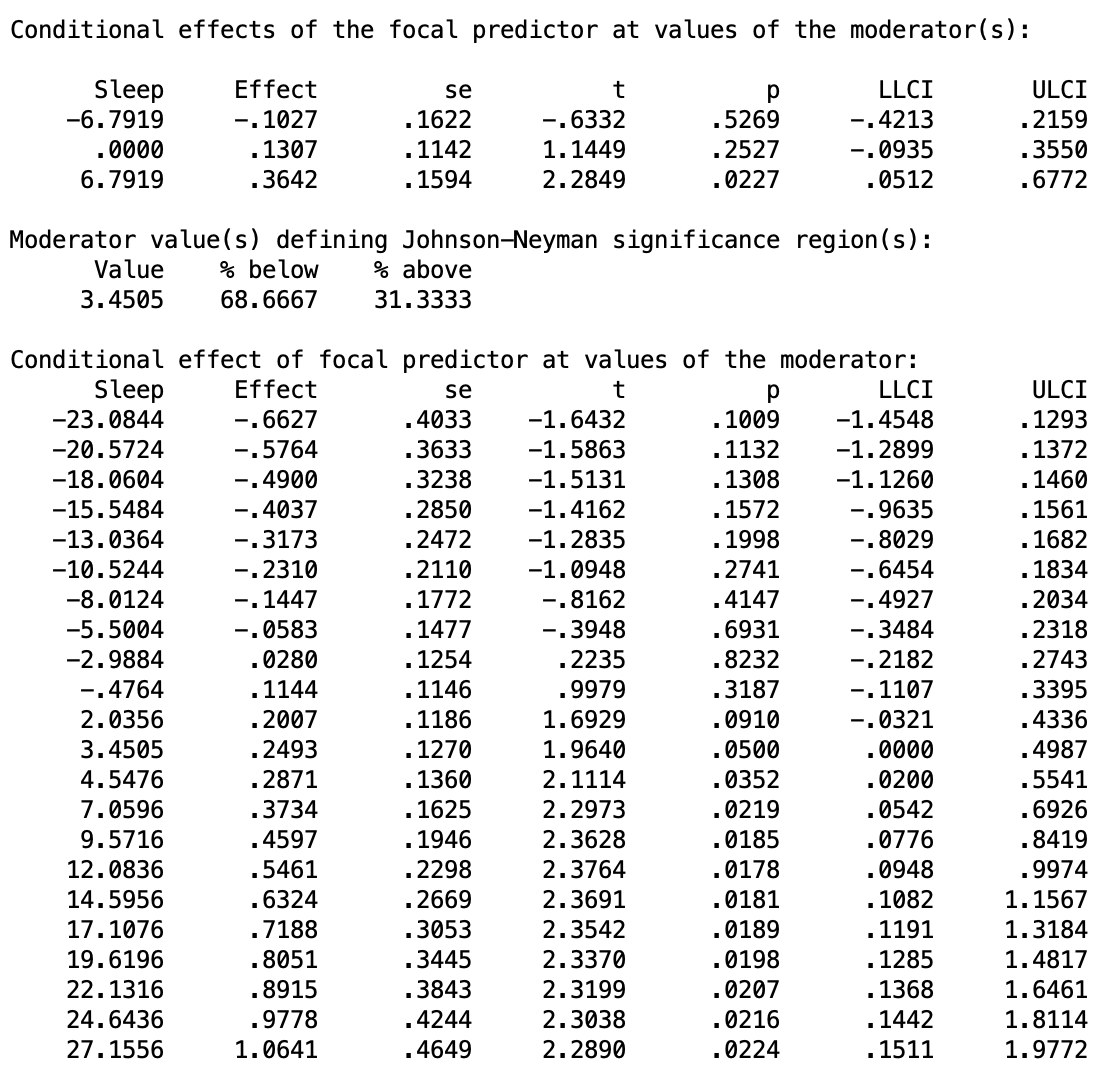 Conditional effects of the focal predictor at values of the moderator(s):
Sleep Effect se t p LLCI ULCI
−6.7919 −.1027 .1622 −.6332 .5269 −.4213 .2159
.0000 .1307 .1142 1.1449 .2527 −.0935 .3550
6.7919 .3642 .1594 2.2849 .0227 .0512 .6772
Moderator value(s) defining Johnson−Neyman significance region(s):
Value % below % above
3.4505 68.6667 31.3333
Conditional effect of focal predictor at values of the moderator:
Sleep Effect se t p LLCI ULCI
−23.0844 −.6627 .4033 −1.6432 .1009 −1.4548 .1293
−20.5724 −.5764 .3633 −1.5863 .1132 −1.2899 .1372
−18.0604 −.4900 .3238 −1.5131 .1308 −1.1260 .1460
−15.5484 −.4037 .2850 −1.4162 .1572 −.9635 .1561
−13.0364 −.3173 .2472 −1.2835 .1998 −.8029 .1682
−10.5244 −.2310 .2110 −1.0948 .2741 −.6454 .1834
−8.0124 −.1447 .1772 −.8162 .4147 −.4927 .2034
−5.5004 −.0583 .1477 −.3948 .6931 −.3484 .2318
−2.9884 .0280 .1254 .2235 .8232 −.2182 .2743
−.4764 .1144 .1146 .9979 .3187 −.1107 .3395
2.0356 .2007 .1186 1.6929 .0910 −.0321 .4336
3.4505 .2493 .1270 1.9640 .0500 .0000 .4987
4.5476 .2871 .1360 2.1114 .0352 .0200 .5541
7.0596 .3734 .1625 2.2973 .0219 .0542 .6926
9.5716 .4597 .1946 2.3628 .0185 .0776 .8419
12.0836 .5461 .2298 2.3764 .0178 .0948 .9974
14.5956 .6324 .2669 2.3691 .0181 .1082 1.1567
17.1076 .7188 .3053 2.3542 .0189 .1191 1.3184
19.6196 .8051 .3445 2.3370 .0198 .1285 1.4817
22.1316 .8915 .3843 2.3199 .0207 .1368 1.6461
24.6436 .9778 .4244 2.3038 .0216 .1442 1.8114
27.1556 1.0641 .4649 2.2890 .0224 .1511 1.9772